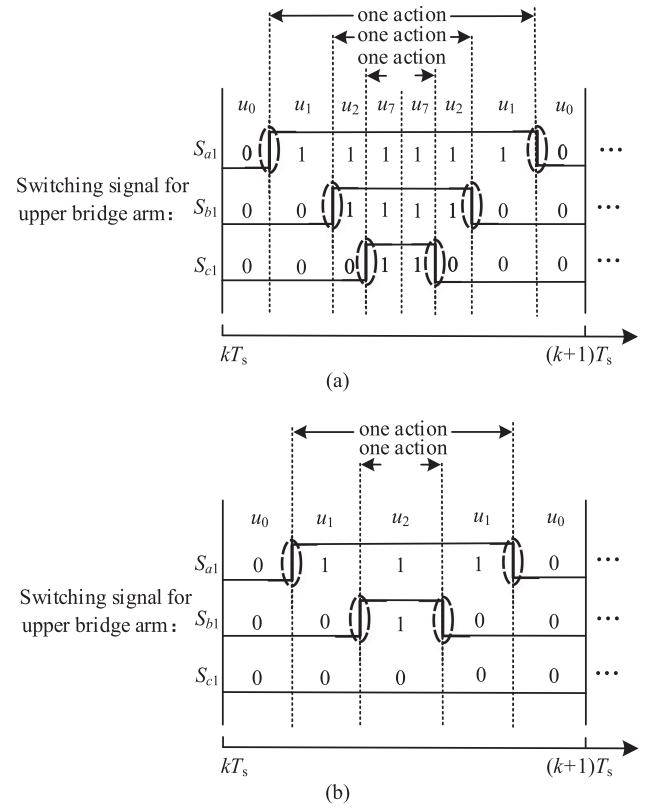 one action
one action
one action
u0 u1 u2 u7 u7 u2 u1 u0
Sa1 0 1 1 1 1 1 1 0 ···
Switching signal for
upper bridge arm：
Sb1 0 0 1 1 1 1 0 0 ···
Sc1 0 0 0 1 1 0 0 0 ···
kTs (k+1)Ts
(a)
one action
one action
u0 u1 u2 u1 u0
Sa1 0 1 1 1 0 ···
Switching signal for
upper bridge arm：
Sb1 0 0 1 0 0 ···
Sc1 0 0 0 0 0 ···
kTs (k+1)Ts
(b)